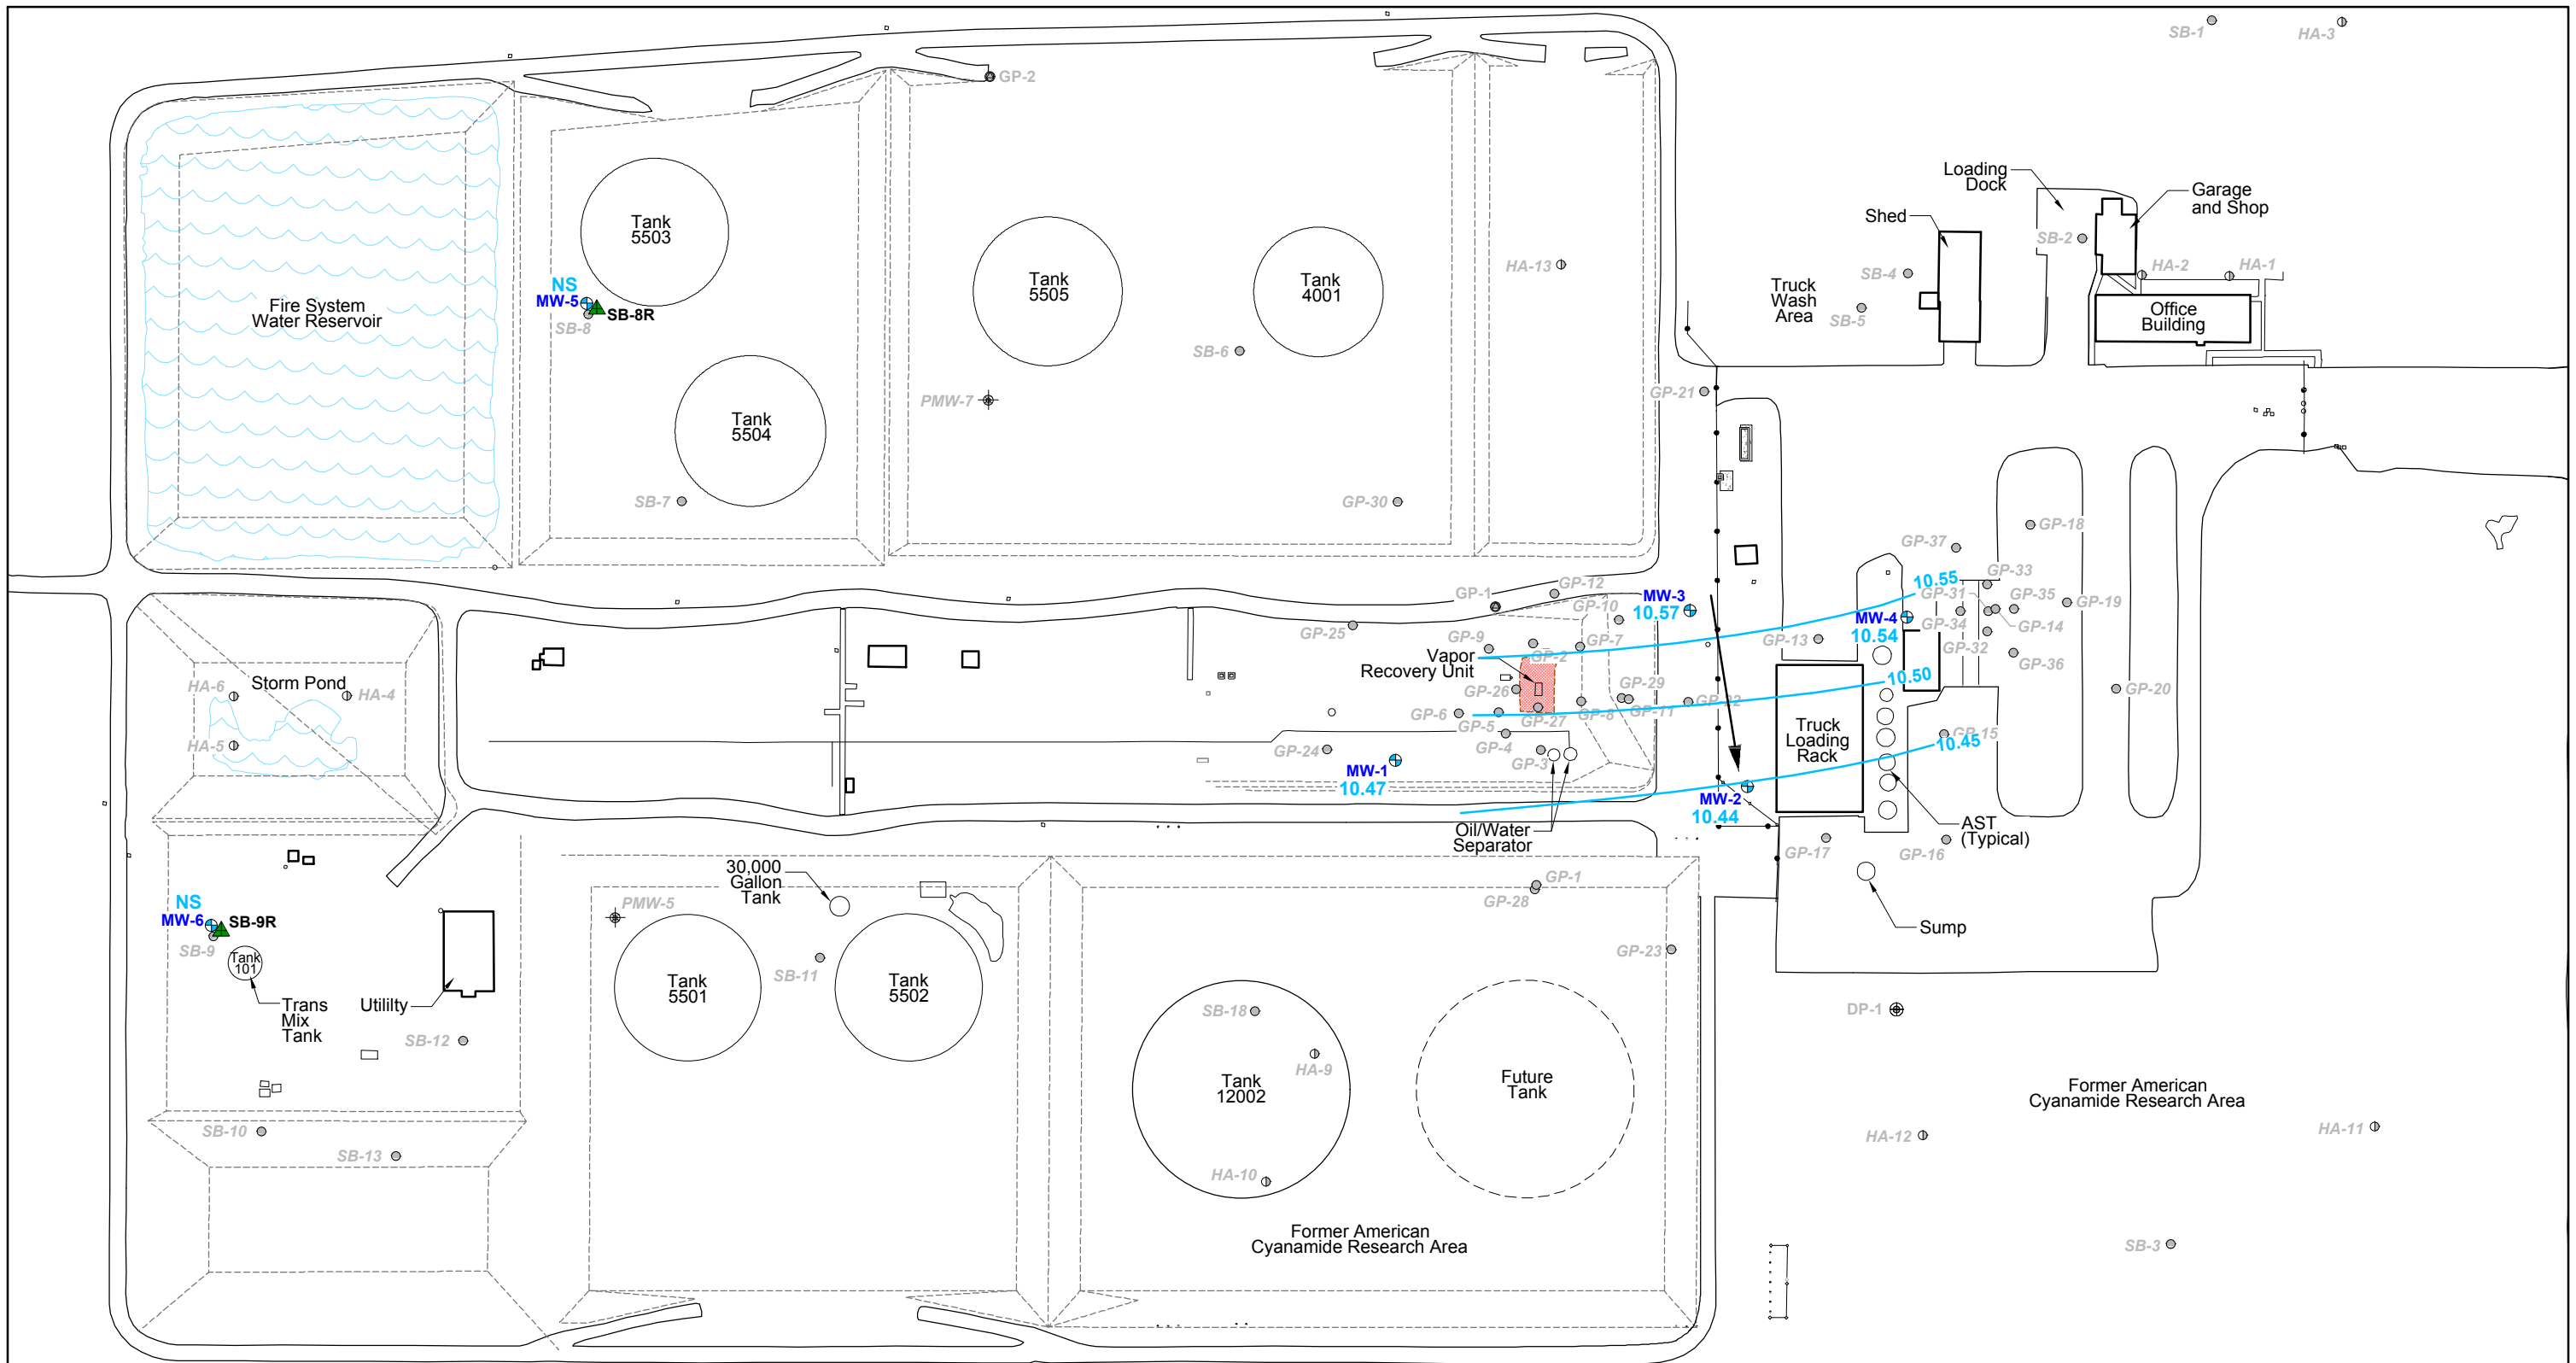 SB-1
HA-3
GP-2
Loading
Dock
Garage
and Shop
Shed
Tank
5503
SB-2
HA-13
SB-4
HA-2
HA-1
Tank
5505
Tank
4001
Truck
Wash
Area
NS
MW-5
SB-8R
SB-8
Fire System
Water Reservoir
SB-5
Office
Building
SB-6
GP-21
PMW-7
Tank
5504
SB-7
GP-30
GP-18
GP-37
GP-33
10.55
GP-12
GP-1
MW-3
10.57
GP-10
GP-31
GP-35
GP-19
MW-4
GP-34
GP-14
10.54
GP-25
GP-9
GP-2
GP-7
GP-13
GP-32
GP-36
Vapor
Recovery Unit
10.50
HA-6
Storm Pond
HA-4
GP-26
GP-29
GP-22
GP-20
GP-6
GP-5
GP-27
GP-8
GP-11
HA-5
GP-24
GP-4
GP-3
Truck
Loading
Rack
GP-15
10.45
MW-1
10.47
MW-2
10.44
Oil/Water
Separator
AST
(Typical)
GP-17
GP-16
30,000
Gallon
Tank
GP-1
GP-28
NS
MW-6
SB-9R
SB-9
PMW-5
Sump
Tank
101
SB-11
GP-23
Tank
5501
Tank
5502
Trans
Mix
Tank
Utililty
SB-12
SB-18
DP-1
HA-9
Tank
12002
Future
Tank
Former American
Cyanamide Research Area
SB-10
SB-13
HA-12
HA-11
HA-10
Former American
Cyanamide Research Area
SB-3